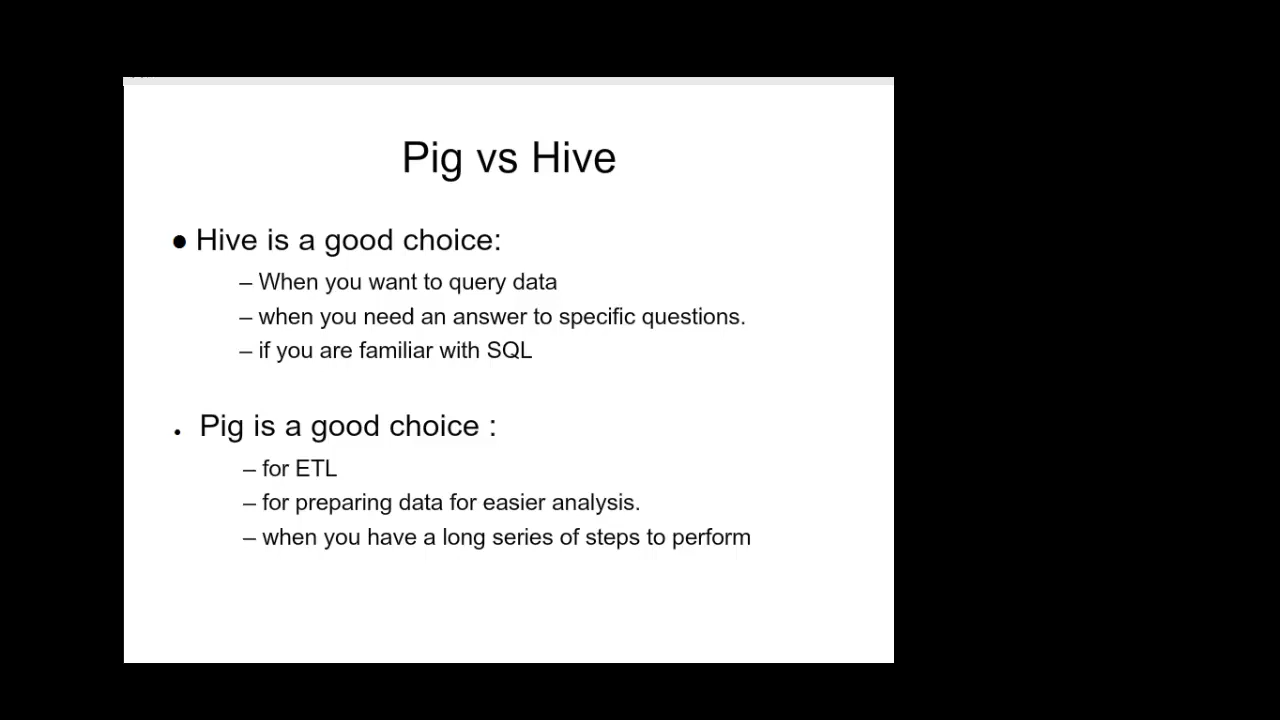 Pig vs Hive
● Hive is a good choice:
– When you want to query data
– when you need an answer to specific questions.
– if you are familiar with SQL
• Pig is a good choice :
– for ETL
– for preparing data for easier analysis.
– when you have a long series of steps to perform